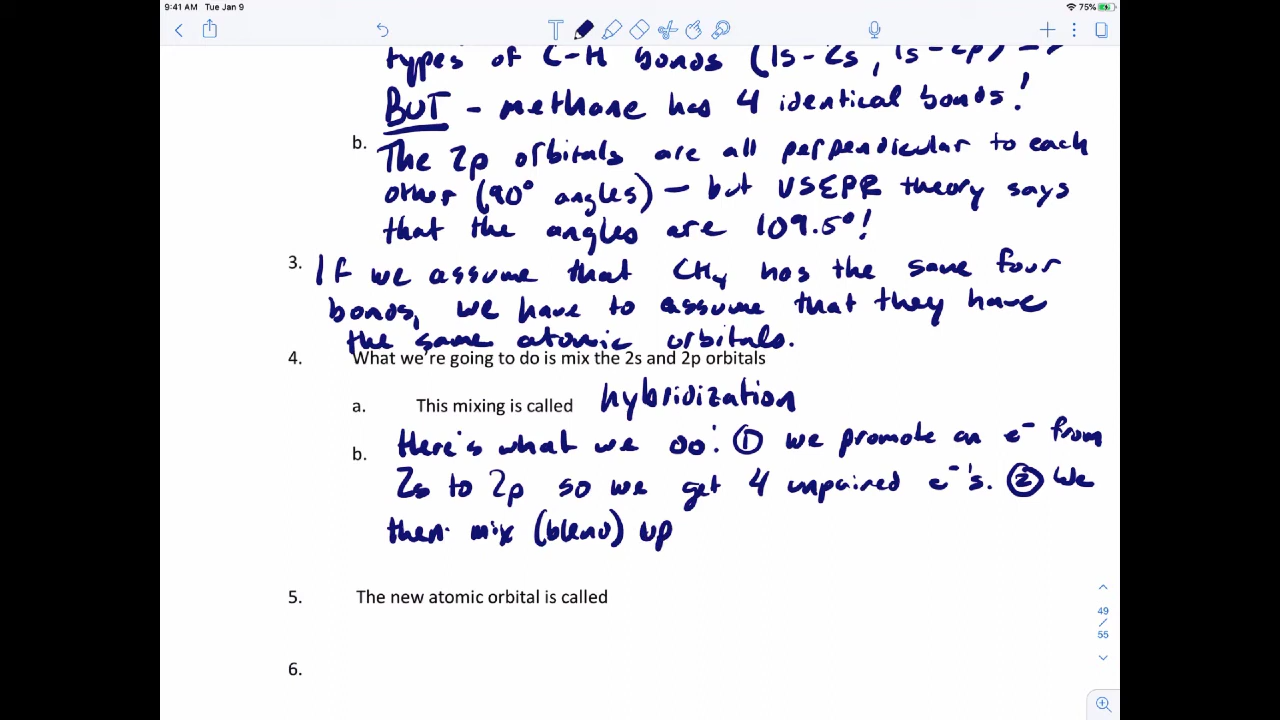 9:41 AM Tue Jan 9
75%
types of C-H bonds (1s-2s, 1s-2p) →
BUT - methane has 4 identical bonds!
b. The 2p orbitals are all perpendicular to each
other (90° angles) - but VSEPR theory says
that the angles are 109.5°!
3. If we assume that CH4 has the same four
bonds, we have to assume that they have
the same atomic orbitals.
4. What we're going to do is mix the 2s and 2p orbitals
a. This mixing is called hybridization
b. Here's what we do: ① we promote an e⁻ from
2s to 2p so we get 4 unpaired e⁻'s. ② We
then mix (blend) up
5. The new atomic orbital is called
49
/
55
6.